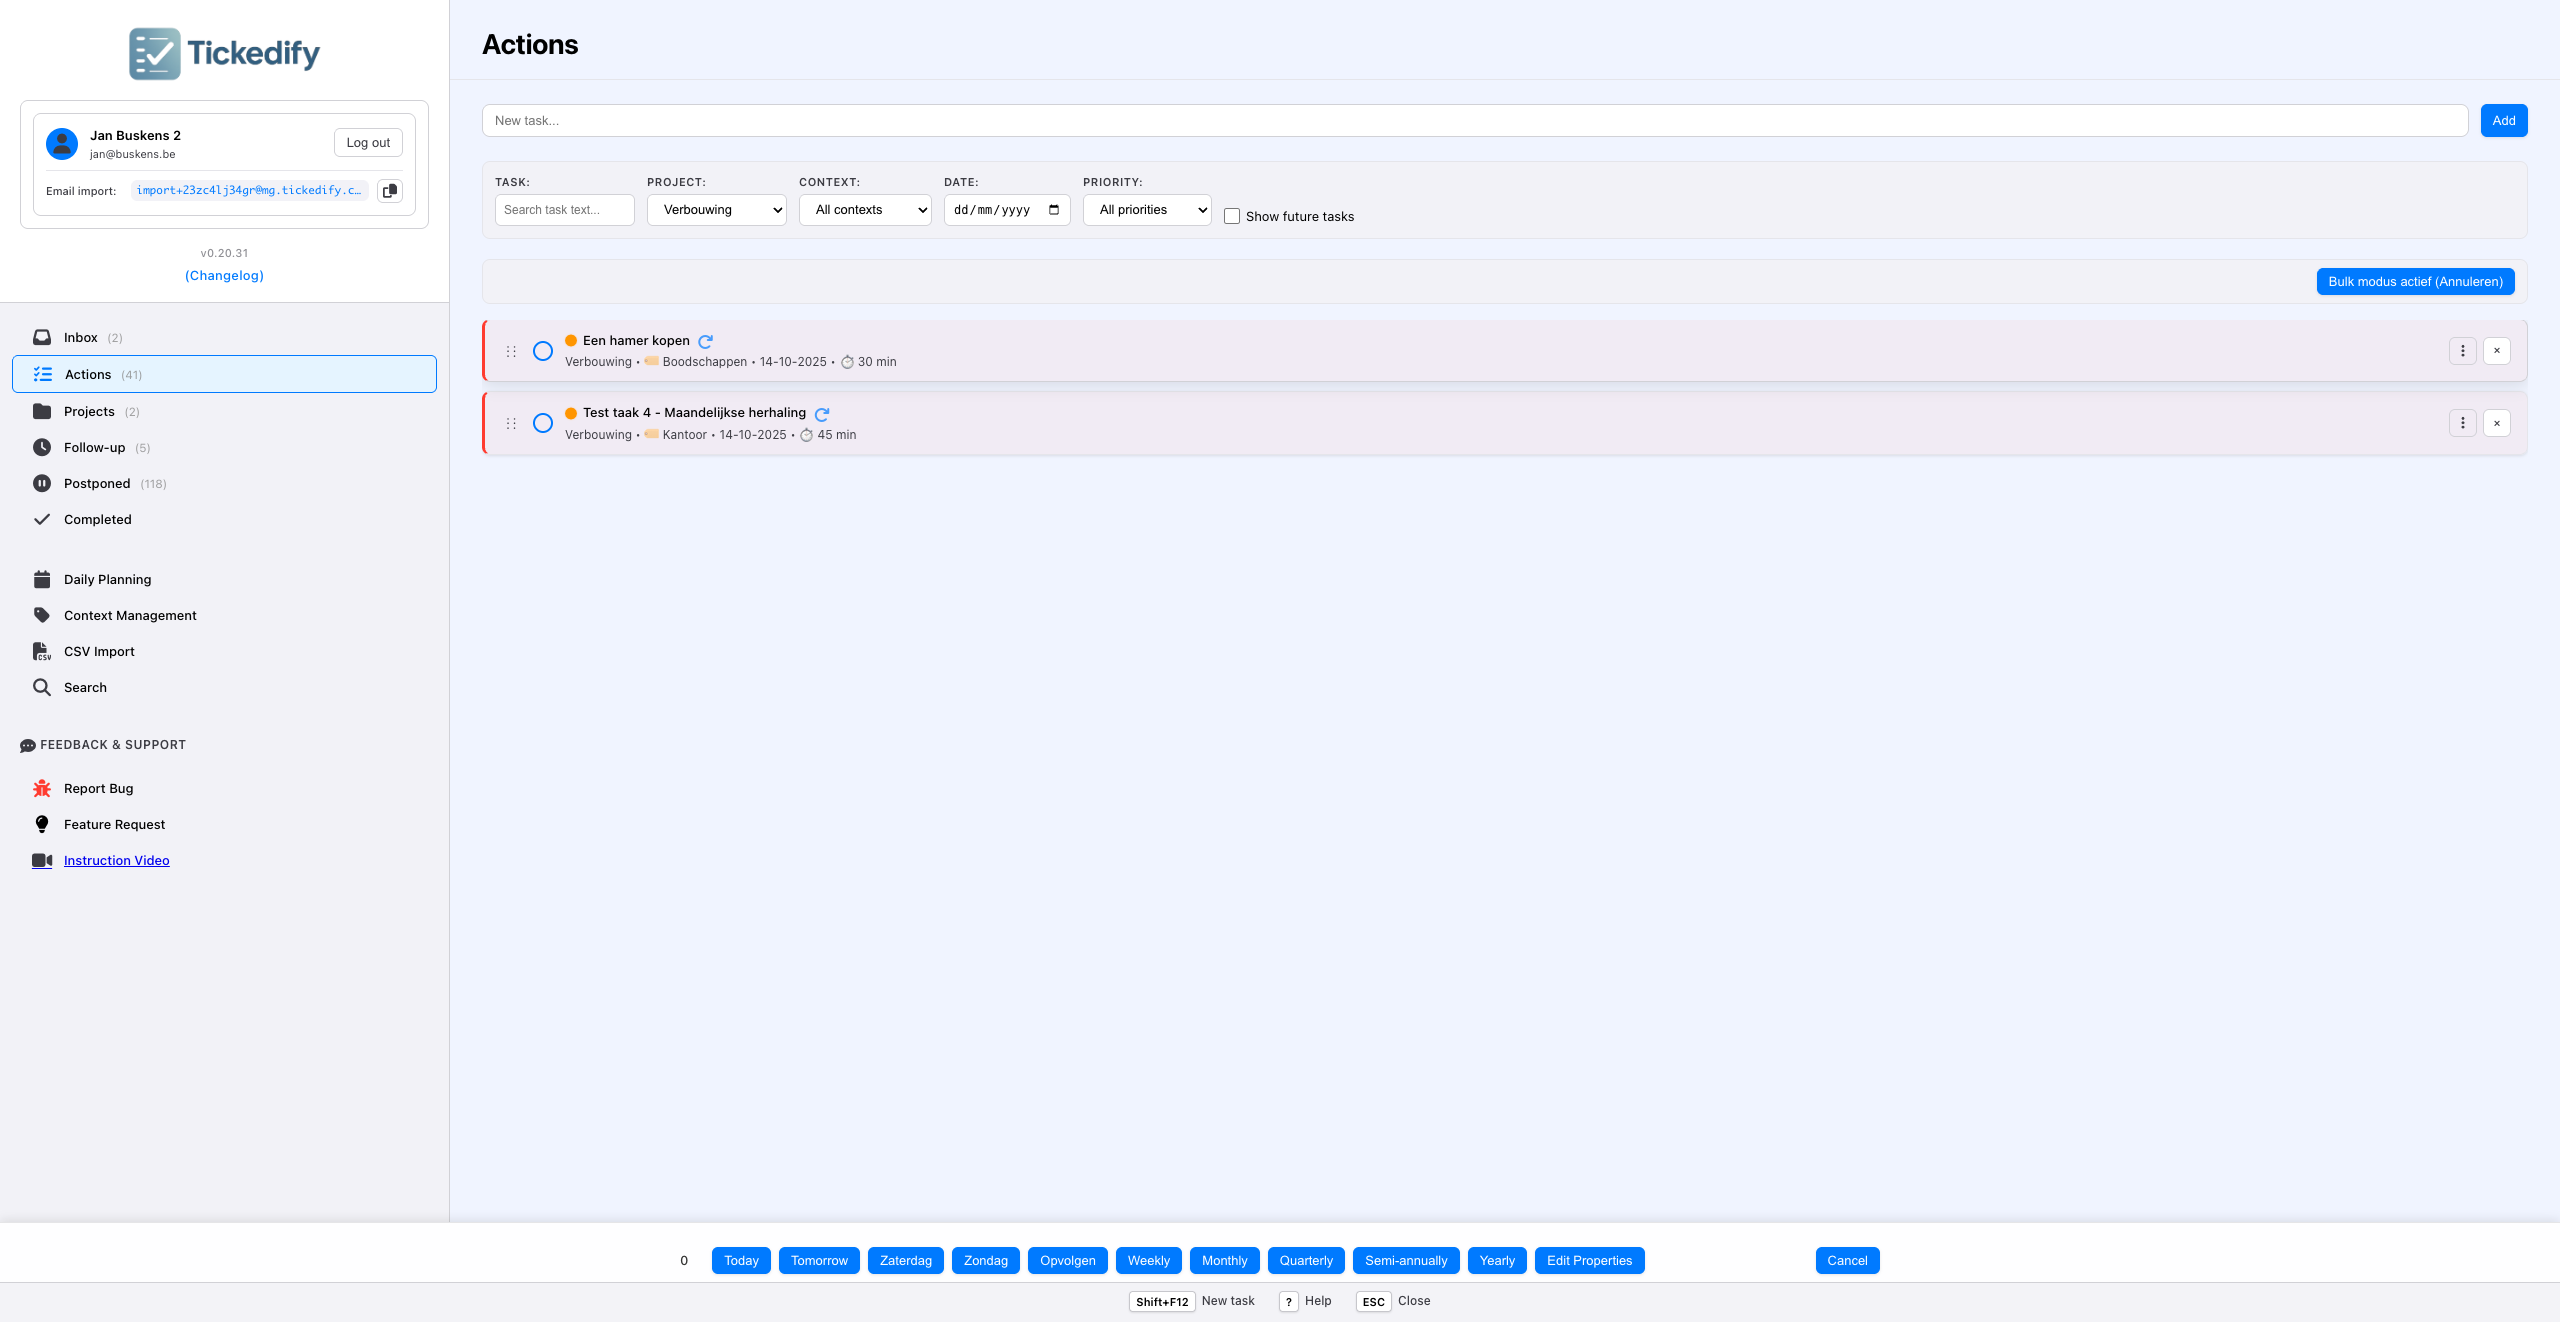 Tickedify
Jan Buskens 2
jan@buskens.be
Log out
Email import:
import+23zc4lj34gr@mg.tickedify.c…
v0.20.31
(Changelog)
Inbox (2)
Actions (41)
Projects (2)
Follow-up (5)
Postponed (118)
Completed
Daily Planning
Context Management
CSV Import
Search
FEEDBACK & SUPPORT
Report Bug
Feature Request
Instruction Video
Actions
New task...
Add
TASK: PROJECT: CONTEXT: DATE: PRIORITY:
Search task text... Verbouwing All contexts dd/mm/yyyy All priorities Show future tasks
Bulk modus actief (Annuleren)
Een hamer kopen
Verbouwing • Boodschappen • 14-10-2025 • 30 min
×
Test taak 4 - Maandelijkse herhaling
Verbouwing • Kantoor • 14-10-2025 • 45 min
×
0 Today Tomorrow Zaterdag Zondag Opvolgen Weekly Monthly Quarterly Semi-annually Yearly Edit Properties Cancel
Shift+F12 New task ? Help ESC Close